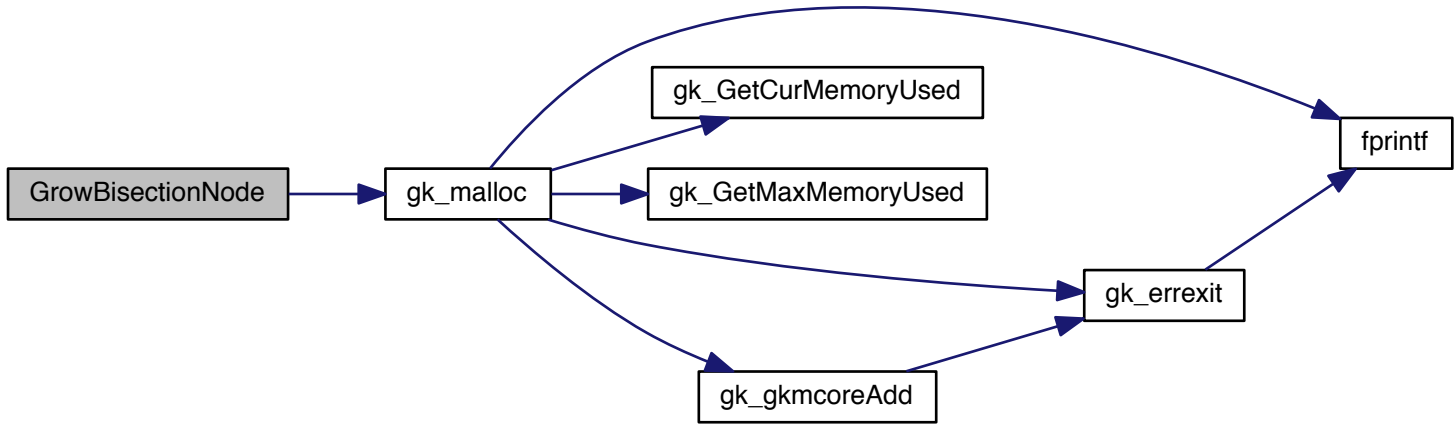 GrowBisectionNode
gk_malloc
gk_GetCurMemoryUsed
gk_GetMaxMemoryUsed
gk_gkmcoreAdd
gk_errexit
fprintf